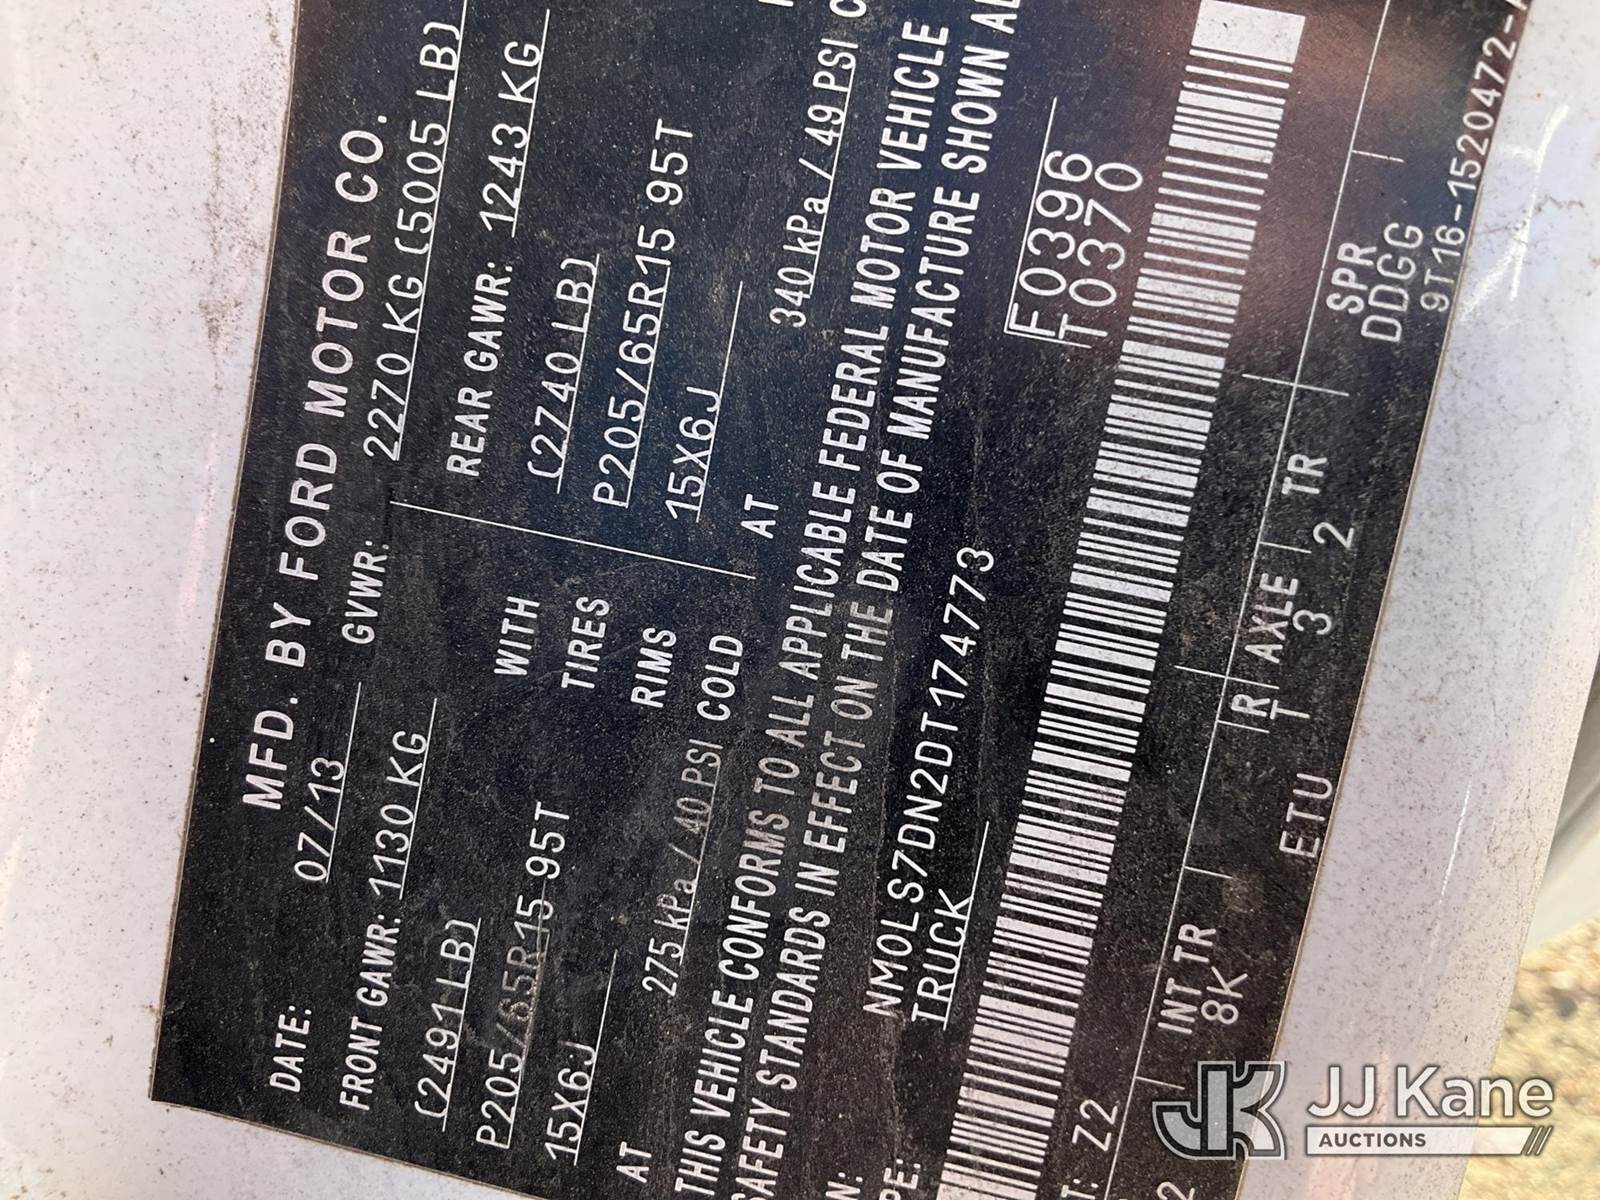 MFD. BY FORD MOTOR CO.
DATE: 07/13 GVWR: 2270 KG (5005 LB)
FRONT GAWR: 1130 KG REAR GAWR: 1243 KG
(2491 LB) WITH (2740 LB)
P205/65R15 95T TIRES P205/65R15 95T
15X6J RIMS 15X6J
AT 275 kPa / 40 PSI COLD AT 340 kPa / 49 PSI C
THIS VEHICLE CONFORMS TO ALL APPLICABLE FEDERAL MOTOR VEHICLE
SAFETY STANDARDS IN EFFECT ON THE DATE OF MANUFACTURE SHOWN
N: NM0LS7DN2DT174773 F0396
PE: TRUCK T0370
T: Z2 INT TR R AXLE TR SPR
2 8K ETU T 3 2 DDGG
9T16-1520472-
JJ Kane
AUCTIONS